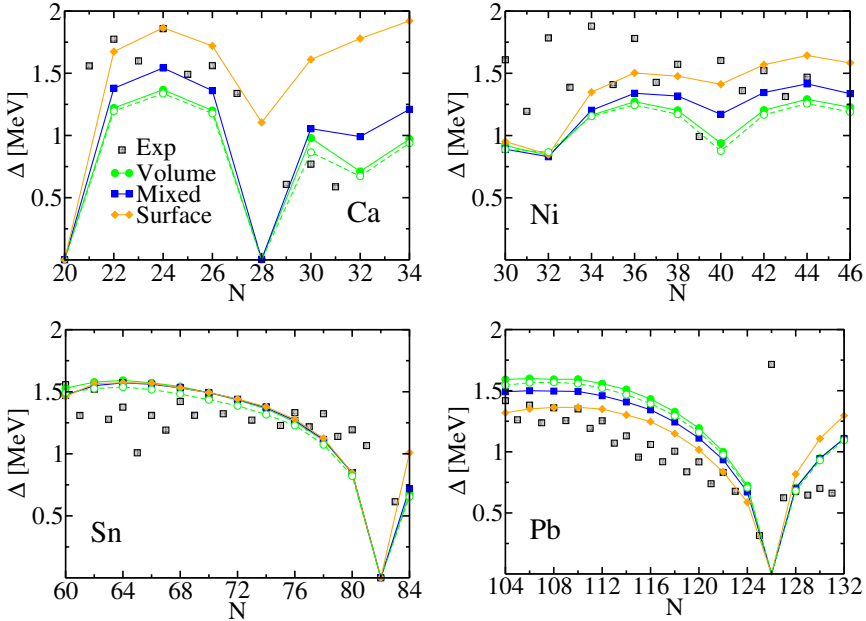 2
1.5
1
0.5
0
Δ [MeV]
Exp
Volume
Mixed
Surface
Ca
20 22 24 26 28 30 32 34
N
2
1.5
1
0.5
Δ [MeV]
Ni
30 32 34 36 38 40 42 44 46
N
2
1.5
1
0.5
Δ [MeV]
Sn
60 64 68 72 76 80 84
N
2
1.5
1
0.5
Δ [MeV]
Pb
104 108 112 116 120 124 128 132
N